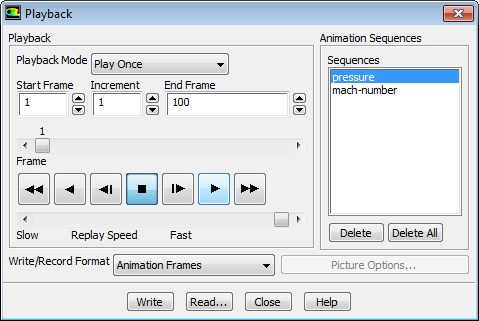 Playback
Playback
Playback Mode Play Once
Start Frame Increment End Frame
1 1 100
1
Frame
Slow Replay Speed Fast
Animation Sequences
Sequences
pressure
mach-number
Delete Delete All
Write/Record Format Animation Frames Picture Options...
Write Read... Close Help